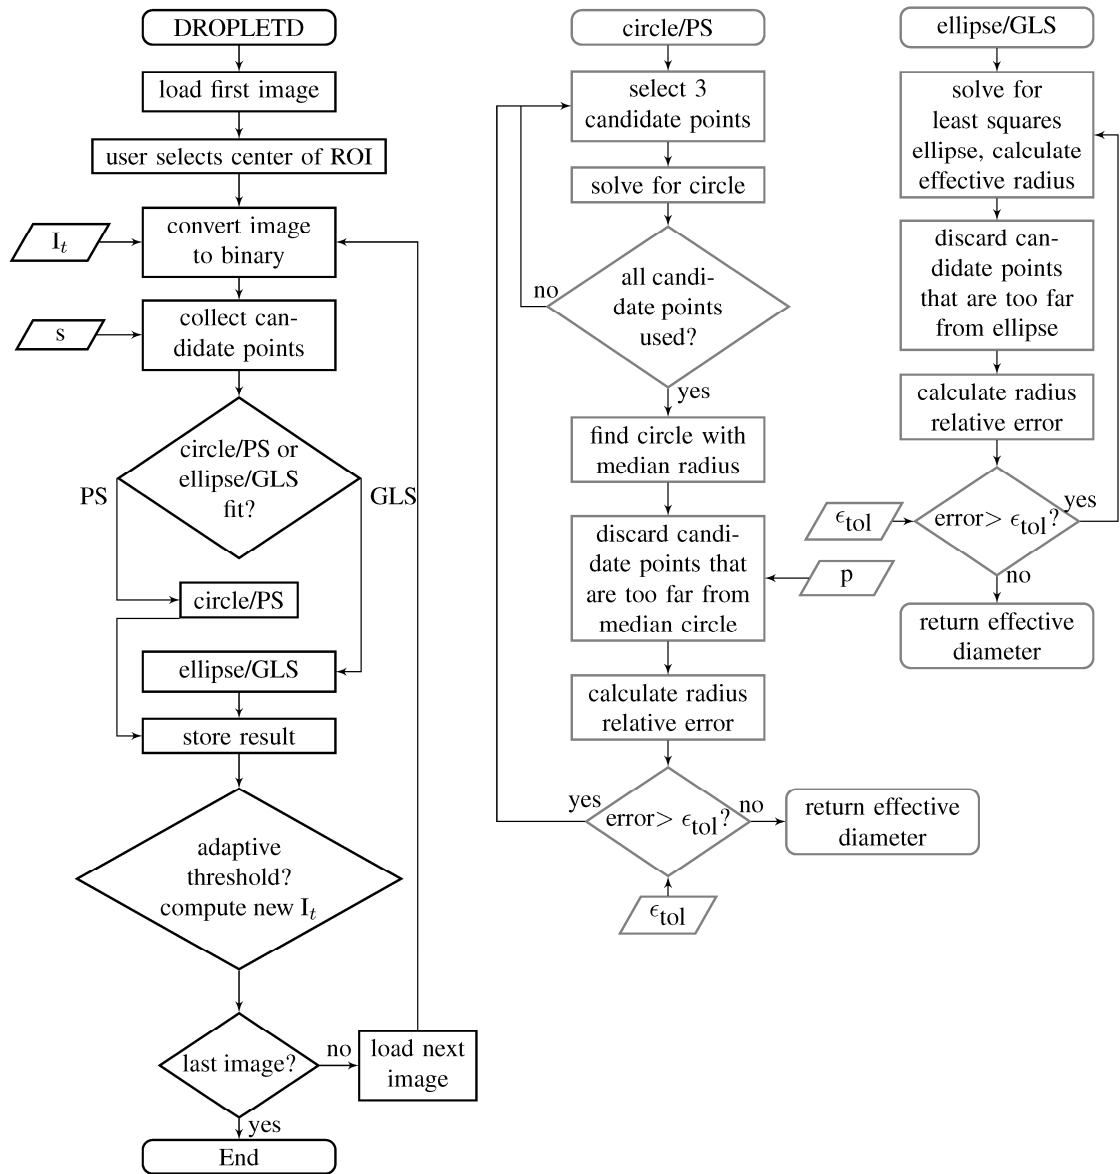 DROPLETD
load first image
user selects center of ROI
convert image
to binary
I_t
collect can-
didate points
s
circle/PS or
ellipse/GLS
fit?
PS
GLS
circle/PS
ellipse/GLS
store result
adaptive
threshold?
compute new I_t
last image?
no
load next
image
yes
End
circle/PS
select 3
candidate points
solve for circle
all candi-
date points
used?
no
yes
find circle with
median radius
discard candi-
date points that
are too far from
median circle
p
calculate radius
relative error
error> ϵ_tol?
yes
no
return effective
diameter
ϵ_tol
ellipse/GLS
solve for
least squares
ellipse, calculate
effective radius
discard can-
didate points
that are too far
from ellipse
calculate radius
relative error
ϵ_tol
error> ϵ_tol?
yes
no
return effective
diameter